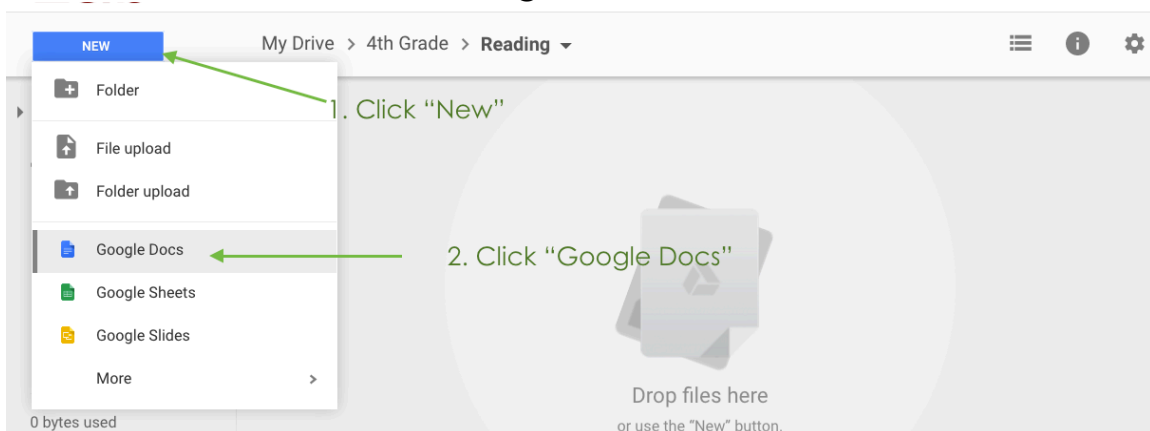 NEW
My Drive > 4th Grade > Reading
Folder
1. Click “New”
File upload
Folder upload
Google Docs
2. Click “Google Docs”
Google Sheets
Google Slides
More >
Drop files here
0 bytes used
or use the “New” button.